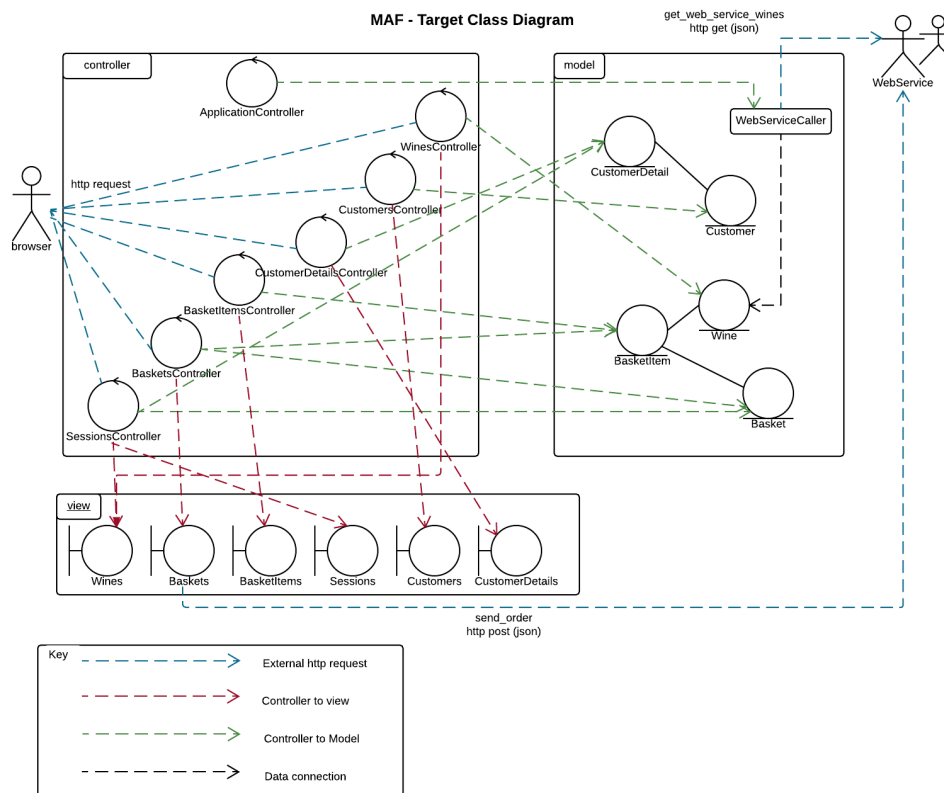 MAF - Target Class Diagram
get_web_service_wines
http get (json)
controller
model
WebService
ApplicationController
WebServiceCaller
WinesController
CustomerDetail
http request
CustomersController
Customer
browser
CustomerDetailsController
BasketItemsController
Wine
BasketItem
BasketsController
Basket
SessionsController
view
Wines
Baskets
BasketItems
Sessions
Customers
CustomerDetails
send_order
http post (json)
Key
External http request
Controller to view
Controller to Model
Data connection